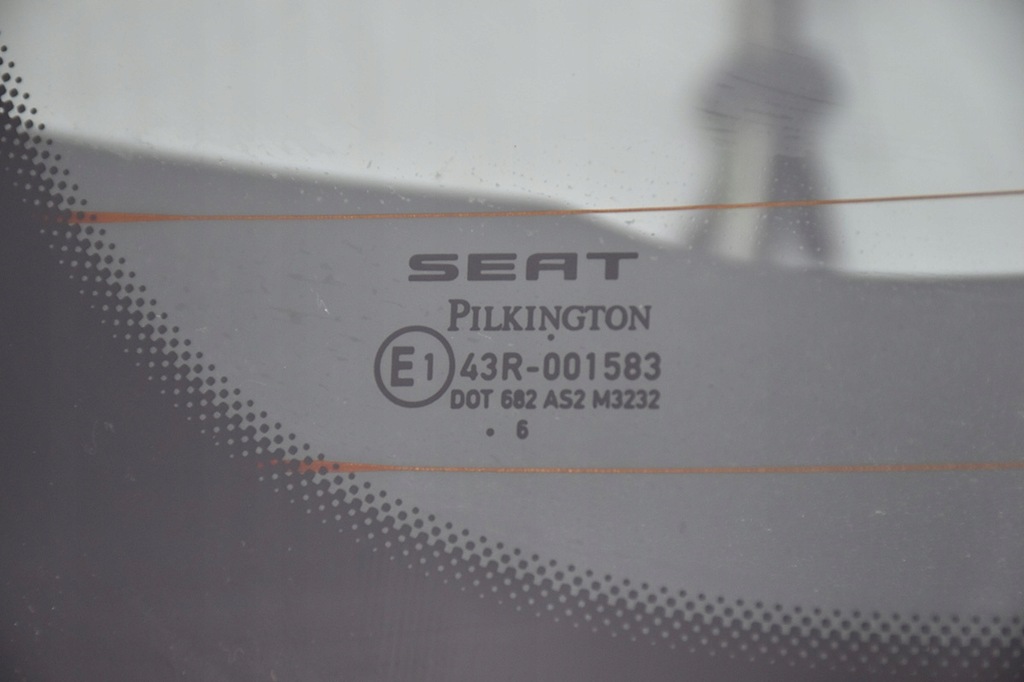 SEAT
PILKINGTON
E1 43R-001583
DOT 682 AS2 M3232
. 6